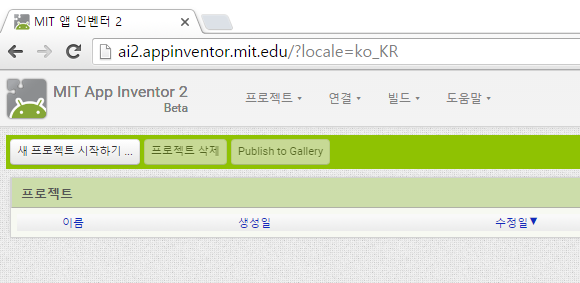 MIT 앱 인벤터 2
ai2.appinventor.mit.edu/?locale=ko_KR
MIT App Inventor 2
Beta
프로젝트 연결 빌드 도움말
새 프로젝트 시작하기 ... 프로젝트 삭제 Publish to Gallery
프로젝트
이름 생성일 수정일